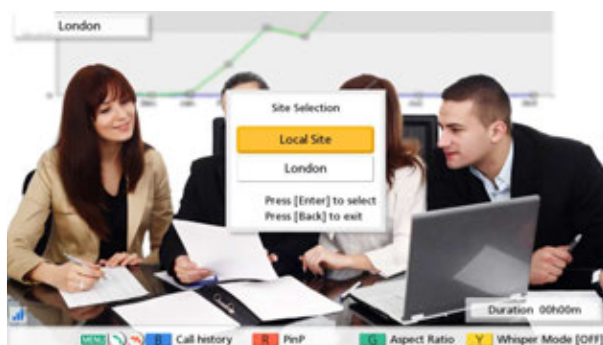 London
Site Selection
Local Site
London
Press [Enter] to select
Press [Back] to exit
Duration 00h00m
MENU B Call history R PinP G Aspect Ratio Y Whisper Mode [OFF]